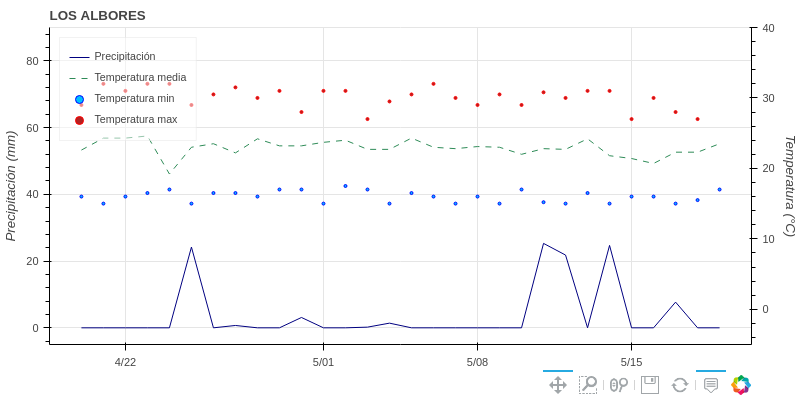 LOS ALBORES
Precipitación
Temperatura media
Temperatura min
Temperatura max
Precipitación (mm)
80
60
40
20
0
Temperatura (°C)
40
30
20
10
0
4/22 5/01 5/08 5/15